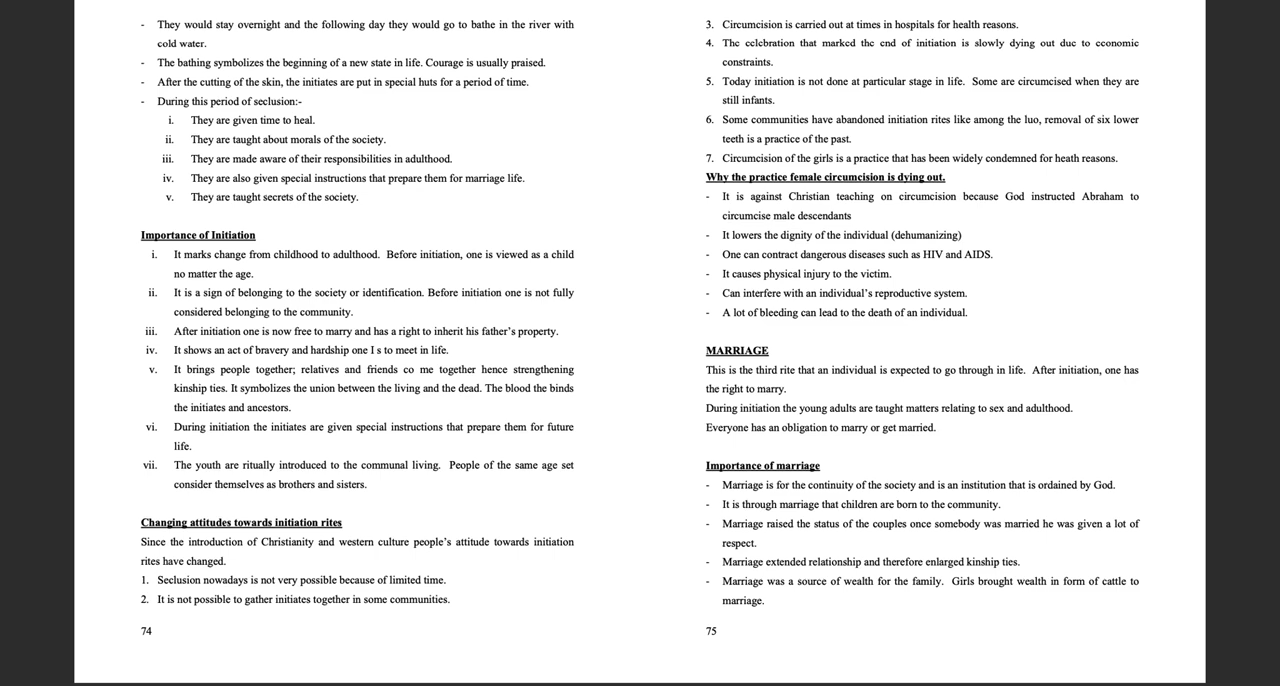 - They would stay overnight and the following day they would go to bathe in the river with
cold water.
- The bathing symbolizes the beginning of a new state in life. Courage is usually praised.
- After the cutting of the skin, the initiates are put in special huts for a period of time.
- During this period of seclusion:-
i. They are given time to heal.
ii. They are taught about morals of the society.
iii. They are made aware of their responsibilities in adulthood.
iv. They are also given special instructions that prepare them for marriage life.
v. They are taught secrets of the society.
Importance of Initiation
i. It marks change from childhood to adulthood. Before initiation, one is viewed as a child
no matter the age.
ii. It is a sign of belonging to the society or identification. Before initiation one is not fully
considered belonging to the community.
iii. After initiation one is now free to marry and has a right to inherit his father's property.
iv. It shows an act of bravery and hardship one I s to meet in life.
v. It brings people together; relatives and friends co me together hence strengthening
kinship ties. It symbolizes the union between the living and the dead. The blood the binds
the initiates and ancestors.
vi. During initiation the initiates are given special instructions that prepare them for future
life.
vii. The youth are ritually introduced to the communal living. People of the same age set
consider themselves as brothers and sisters.
Changing attitudes towards initiation rites
Since the introduction of Christianity and western culture people's attitude towards initiation
rites have changed.
1. Seclusion nowadays is not very possible because of limited time.
2. It is not possible to gather initiates together in some communities.
74
3. Circumcision is carried out at times in hospitals for health reasons.
4. The celebration that marked the end of initiation is slowly dying out due to economic
constraints.
5. Today initiation is not done at particular stage in life. Some are circumcised when they are
still infants.
6. Some communities have abandoned initiation rites like among the luo, removal of six lower
teeth is a practice of the past.
7. Circumcision of the girls is a practice that has been widely condemned for heath reasons.
Why the practice female circumcision is dying out.
- It is against Christian teaching on circumcision because God instructed Abraham to
circumcise male descendants
- It lowers the dignity of the individual (dehumanizing)
- One can contract dangerous diseases such as HIV and AIDS.
- It causes physical injury to the victim.
- Can interfere with an individual's reproductive system.
- A lot of bleeding can lead to the death of an individual.
MARRIAGE
This is the third rite that an individual is expected to go through in life. After initiation, one has
the right to marry.
During initiation the young adults are taught matters relating to sex and adulthood.
Everyone has an obligation to marry or get married.
Importance of marriage
- Marriage is for the continuity of the society and is an institution that is ordained by God.
- It is through marriage that children are born to the community.
- Marriage raised the status of the couples once somebody was married he was given a lot of
respect.
- Marriage extended relationship and therefore enlarged kinship ties.
- Marriage was a source of wealth for the family. Girls brought wealth in form of cattle to
marriage.
75